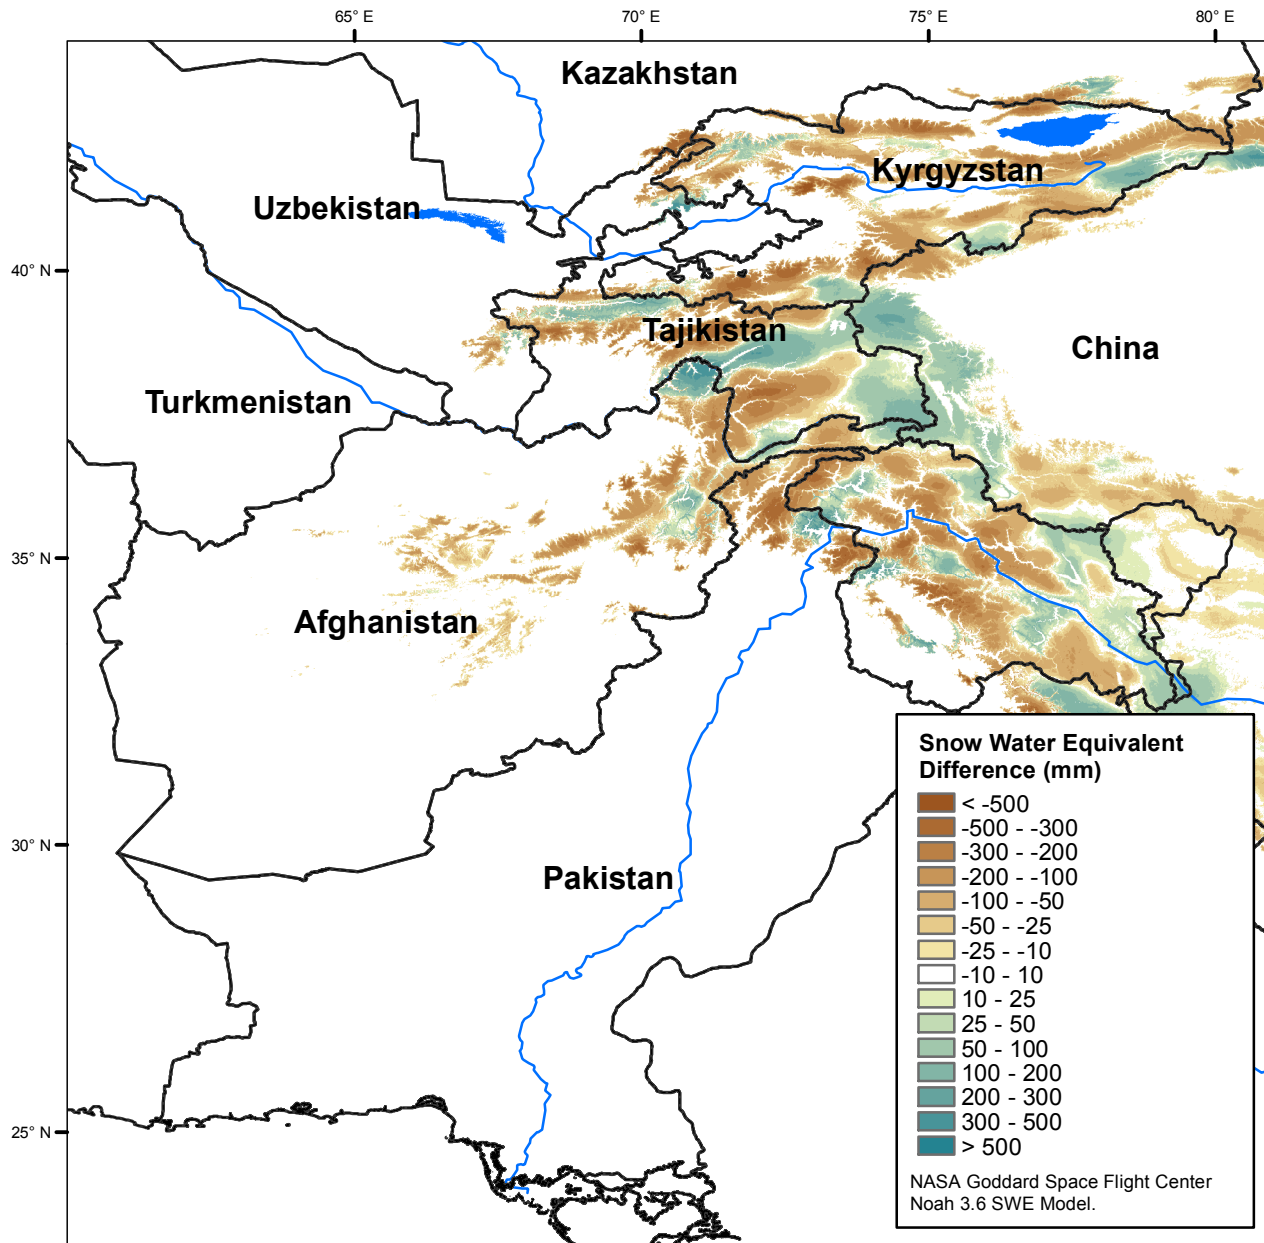 65° E
70° E
75° E
80° E
Kazakhstan
Kyrgyzstan
Uzbekistan
40° N
Tajikistan
China
Turkmenistan
35° N
Afghanistan
30° N
Pakistan
25° N
Snow Water Equivalent
Difference (mm)
< -500
-500 - -300
-300 - -200
-200 - -100
-100 - -50
-50 - -25
-25 - -10
-10 - 10
10 - 25
25 - 50
50 - 100
100 - 200
200 - 300
300 - 500
> 500
NASA Goddard Space Flight Center
Noah 3.6 SWE Model.